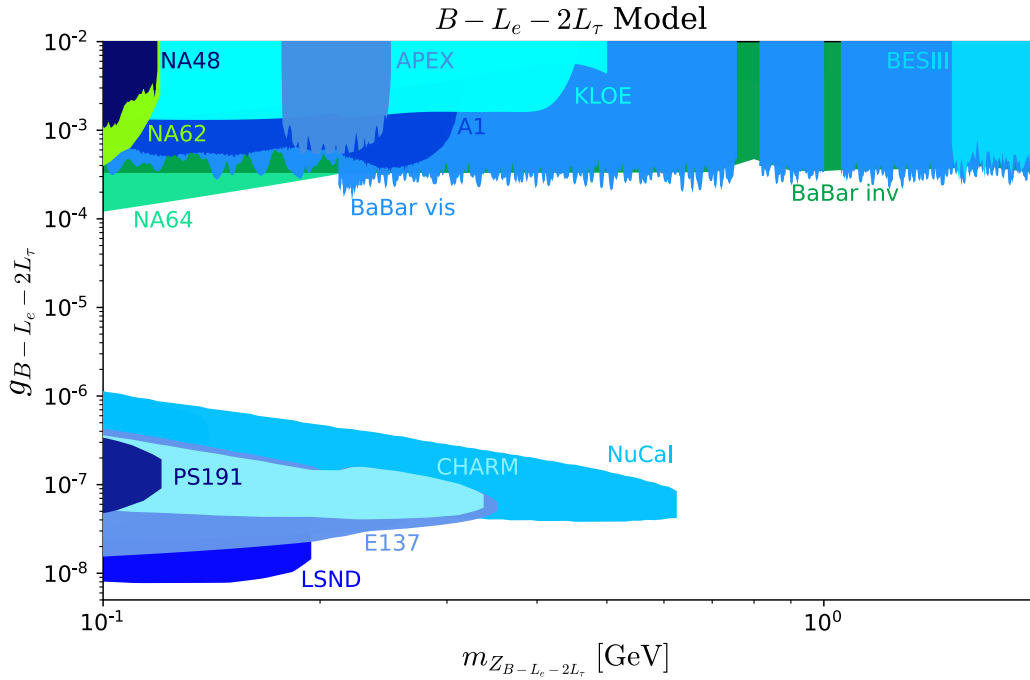 B − L_e − 2L_τ Model
g_{B−L_e−2L_τ}
10^-2
10^-3
10^-4
10^-5
10^-6
10^-7
10^-8
NA48
APEX
BESIII
KLOE
NA62
A1
BaBar vis
BaBar inv
NA64
CHARM
NuCal
PS191
E137
LSND
10^-1
10^0
m_{Z_{B−L_e−2L_τ}} [GeV]